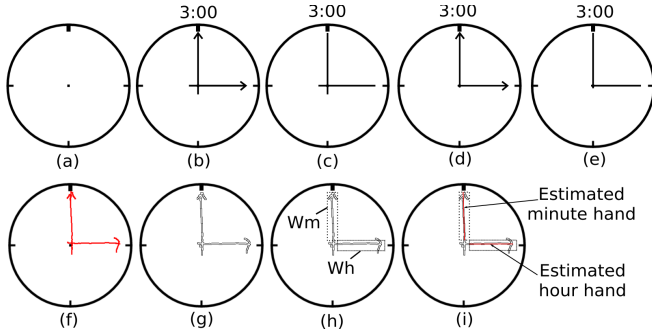 3:00
3:00
3:00
3:00
(a)
(b)
(c)
(d)
(e)
Wm
Wh
Estimated
minute hand
Estimated
hour hand
(f)
(g)
(h)
(i)